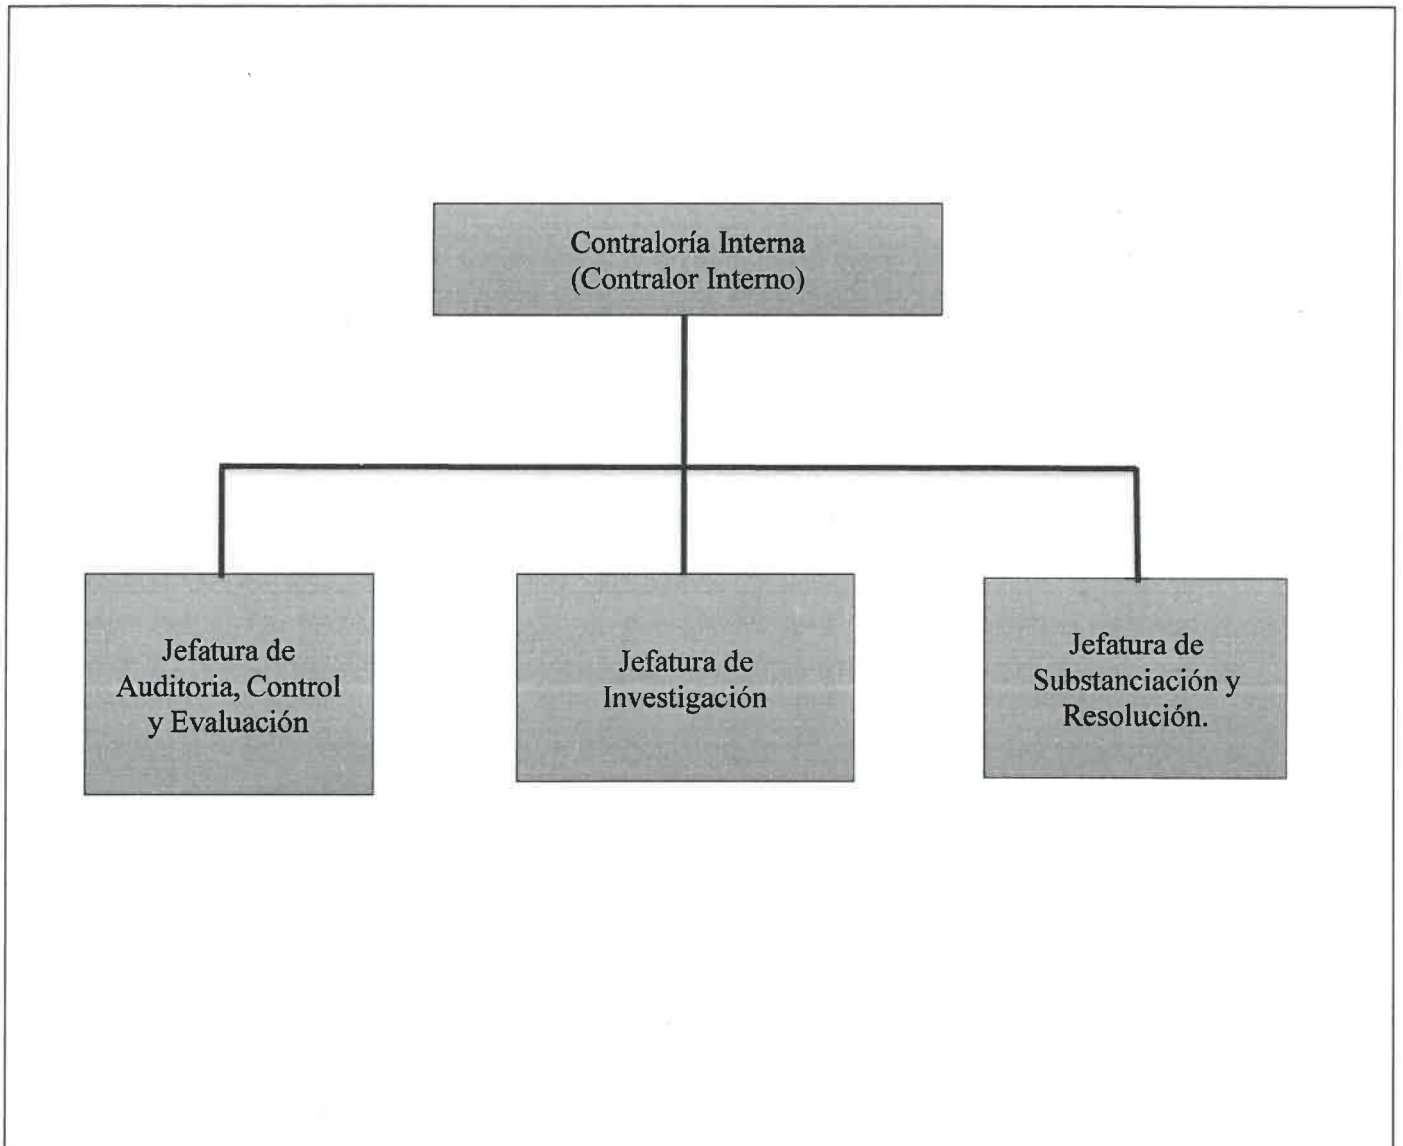 Contraloría Interna
(Contralor Interno)
Jefatura de
Auditoria, Control
y Evaluación
Jefatura de
Investigación
Jefatura de
Substanciación y
Resolución.